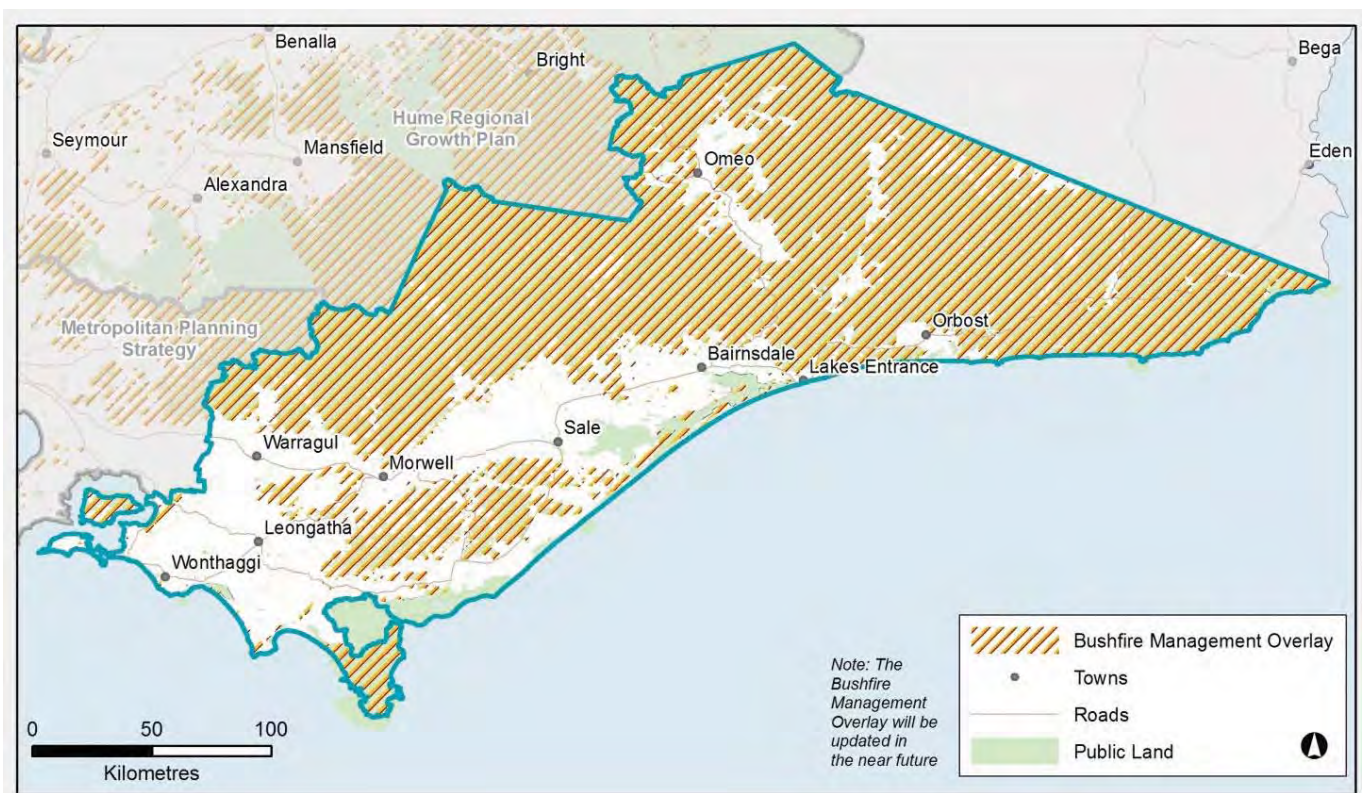 Benalla
Bright
Bega
Hume Regional
Growth Plan
Seymour
Mansfield
Eden
Omeo
Alexandra
Metropolitan Planning
Strategy
Orbost
Bairnsdale
Lakes Entrance
Sale
Warragul
Morwell
Leongatha
Wonthaggi
Note: The
Bushfire
Management
Overlay will be
updated in
the near future
Bushfire Management Overlay
Towns
Roads
Public Land
0 50 100
Kilometres